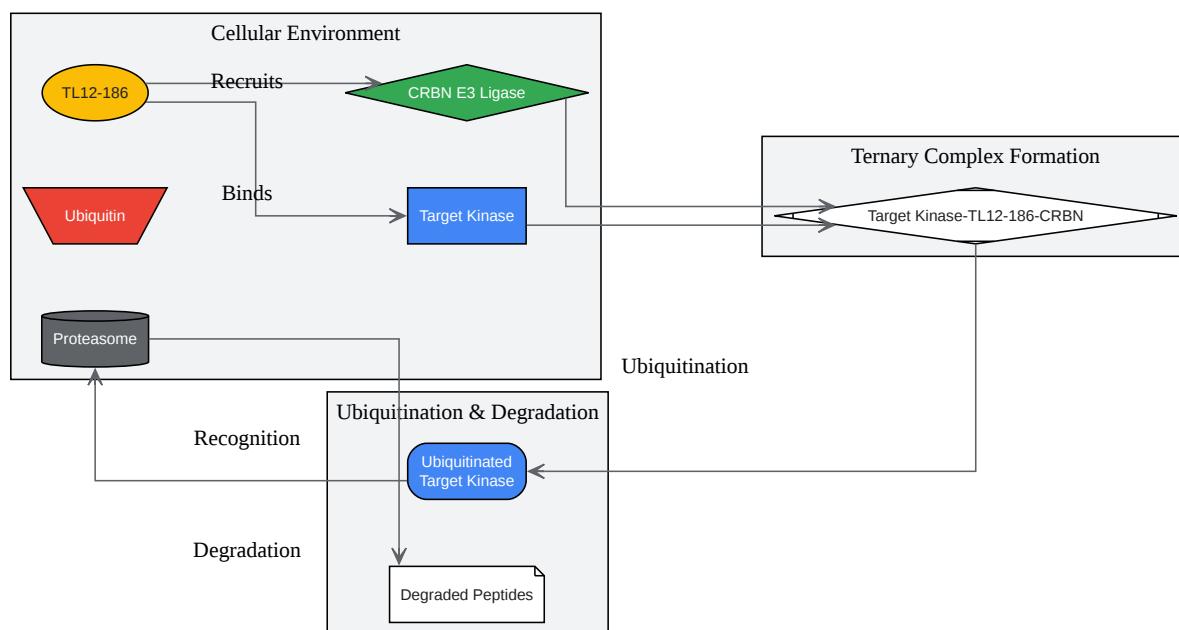 Cellular Environment
TL12-186
Recruits
CRBN E3 Ligase
Ternary Complex Formation
Ubiquitin
Binds
Target Kinase
Target Kinase-TL12-186-CRBN
Proteasome
Ubiquitination
Ubiquitination & Degradation
Recognition
Ubiquitinated
Target Kinase
Degradation
Degraded Peptides